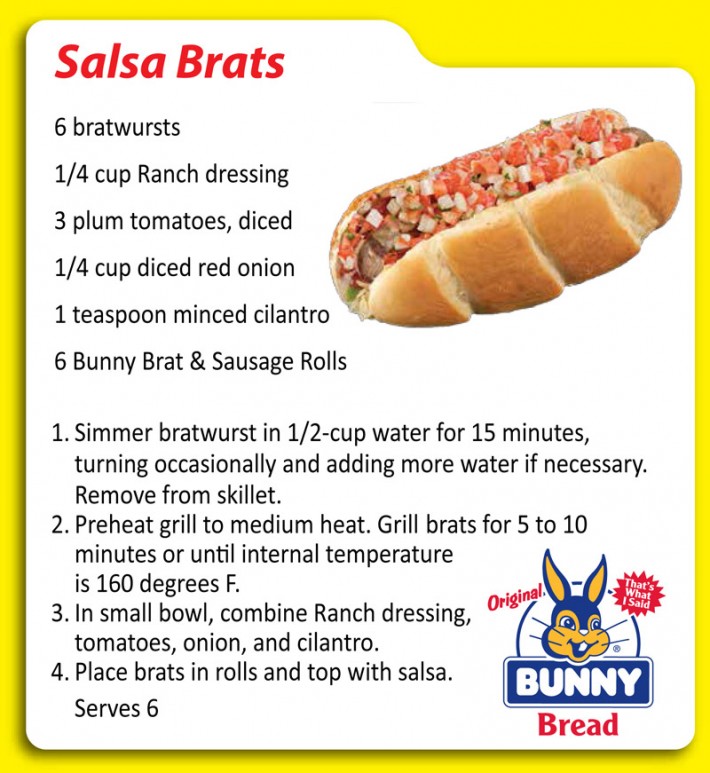 Salsa Brats
6 bratwursts
1/4 cup Ranch dressing
3 plum tomatoes, diced
1/4 cup diced red onion
1 teaspoon minced cilantro
6 Bunny Brat & Sausage Rolls
1. Simmer bratwurst in 1/2-cup water for 15 minutes,
turning occasionally and adding more water if necessary.
Remove from skillet.
2. Preheat grill to medium heat. Grill brats for 5 to 10
minutes or until internal temperature
is 160 degrees F.
3. In small bowl, combine Ranch dressing,
tomatoes, onion, and cilantro.
4. Place brats in rolls and top with salsa.
Serves 6
Original
That's
What
I Said
®
BUNNY
Bread